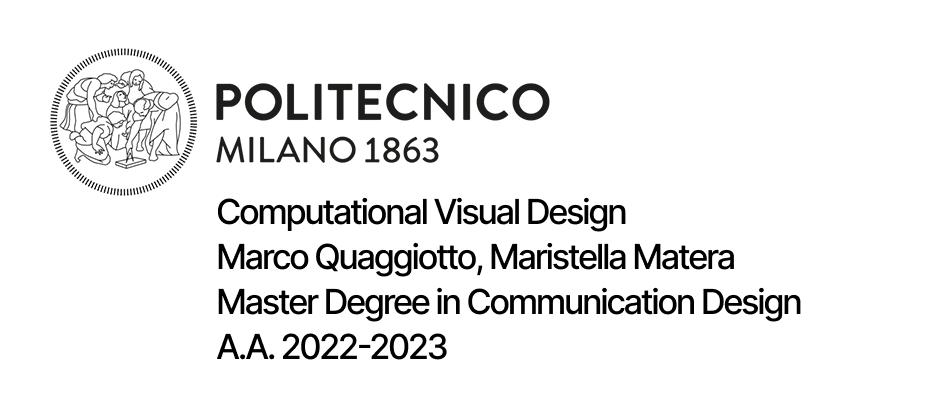 POLITECNICO
MILANO 1863
Computational Visual Design
Marco Quaggiotto, Maristella Matera
Master Degree in Communication Design
A.A. 2022-2023